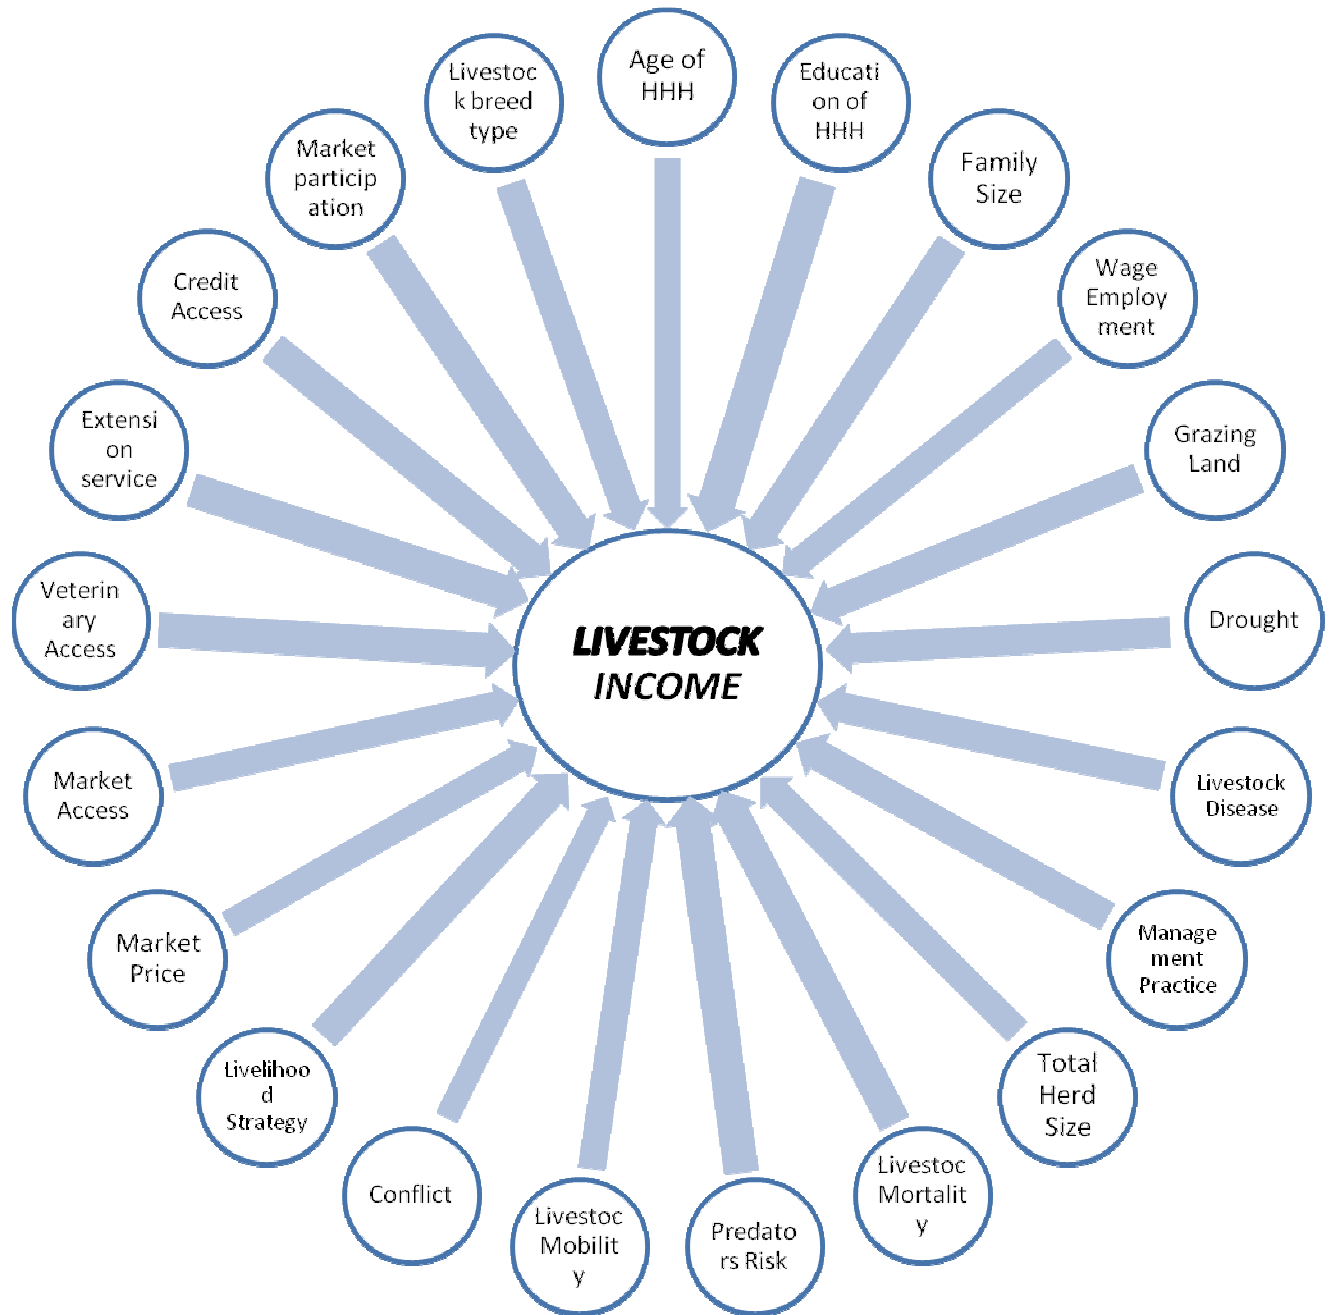 Age of
HHH
Educati
on of
HHH
Family
Size
Wage
Employ
ment
Grazing
Land
Drought
Livestock
Disease
Manage
ment
Practice
Total
Herd
Size
Livestoc
Mortalit
y
Predato
rs Risk
Livestoc
Mobilit
y
Conflict
Livelihoo
d
Strategy
Market
Price
Market
Access
Veterin
ary
Access
Extensi
on
service
Credit
Access
Market
particip
ation
Livestoc
k breed
type
LIVESTOCK
INCOME